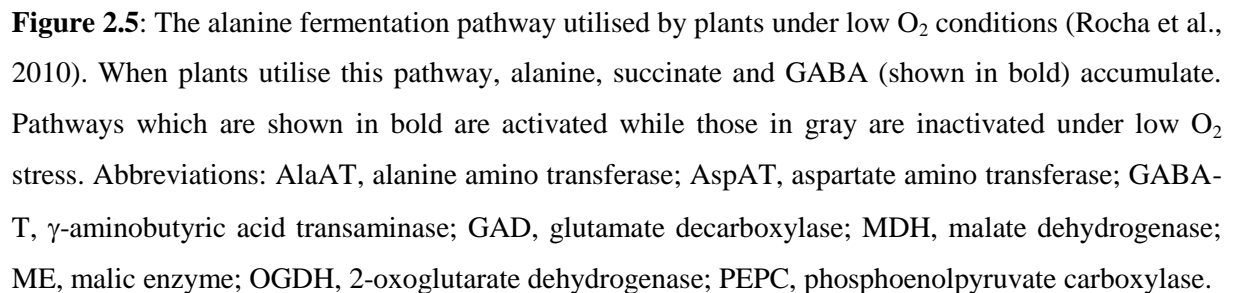 Figure 2.5: The alanine fermentation pathway utilised by plants under low O₂ conditions (Rocha et al.,
2010). When plants utilise this pathway, alanine, succinate and GABA (shown in bold) accumulate.
Pathways which are shown in bold are activated while those in gray are inactivated under low O₂
stress. Abbreviations: AlaAT, alanine amino transferase; AspAT, aspartate amino transferase; GABA-
T, γ-aminobutyric acid transaminase; GAD, glutamate decarboxylase; MDH, malate dehydrogenase;
ME, malic enzyme; OGDH, 2-oxoglutarate dehydrogenase; PEPC, phosphoenolpyruvate carboxylase.